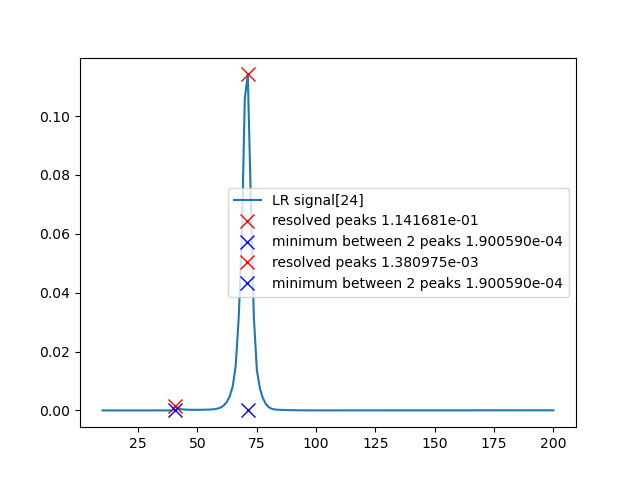 0.10
0.08
0.06
0.04
0.02
0.00
LR signal[24]
resolved peaks 1.141681e-01
minimum between 2 peaks 1.900590e-04
resolved peaks 1.380975e-03
minimum between 2 peaks 1.900590e-04
25 50 75 100 125 150 175 200